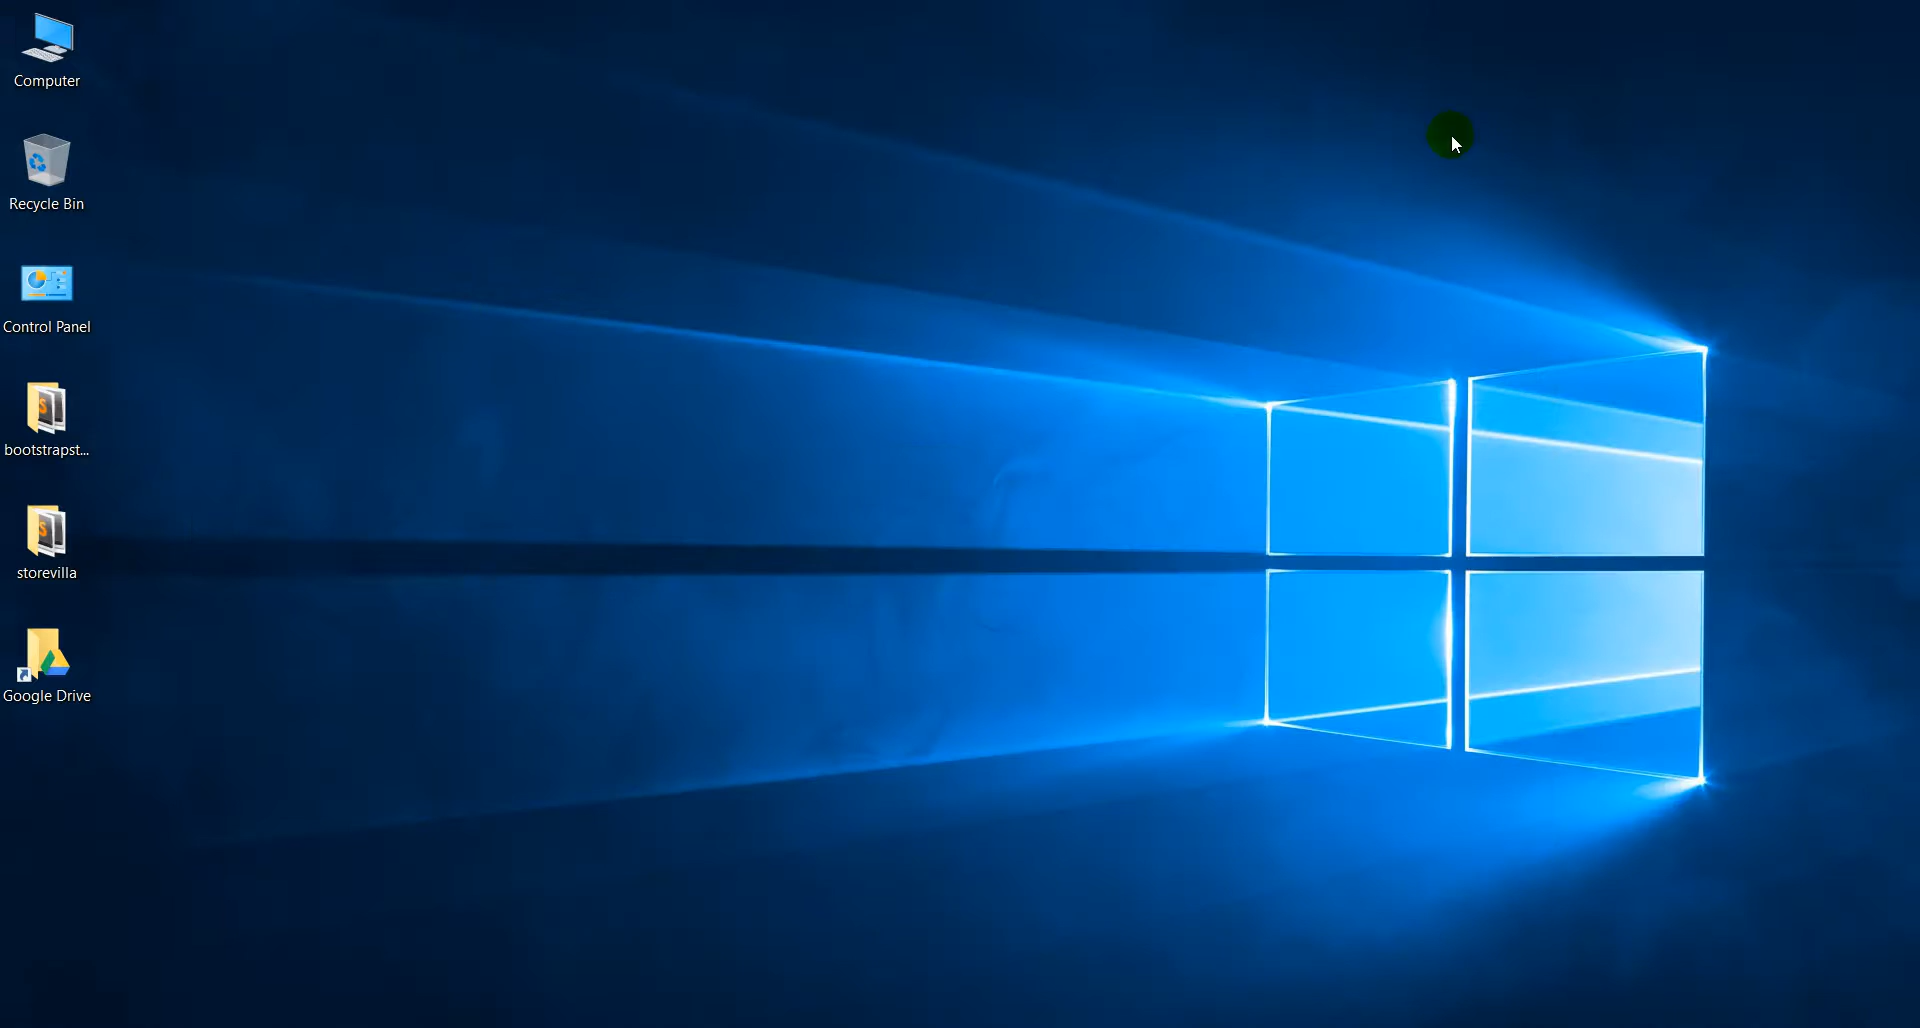 Computer
Recycle Bin
Control Panel
bootstrapst...
storevilla
Google Drive